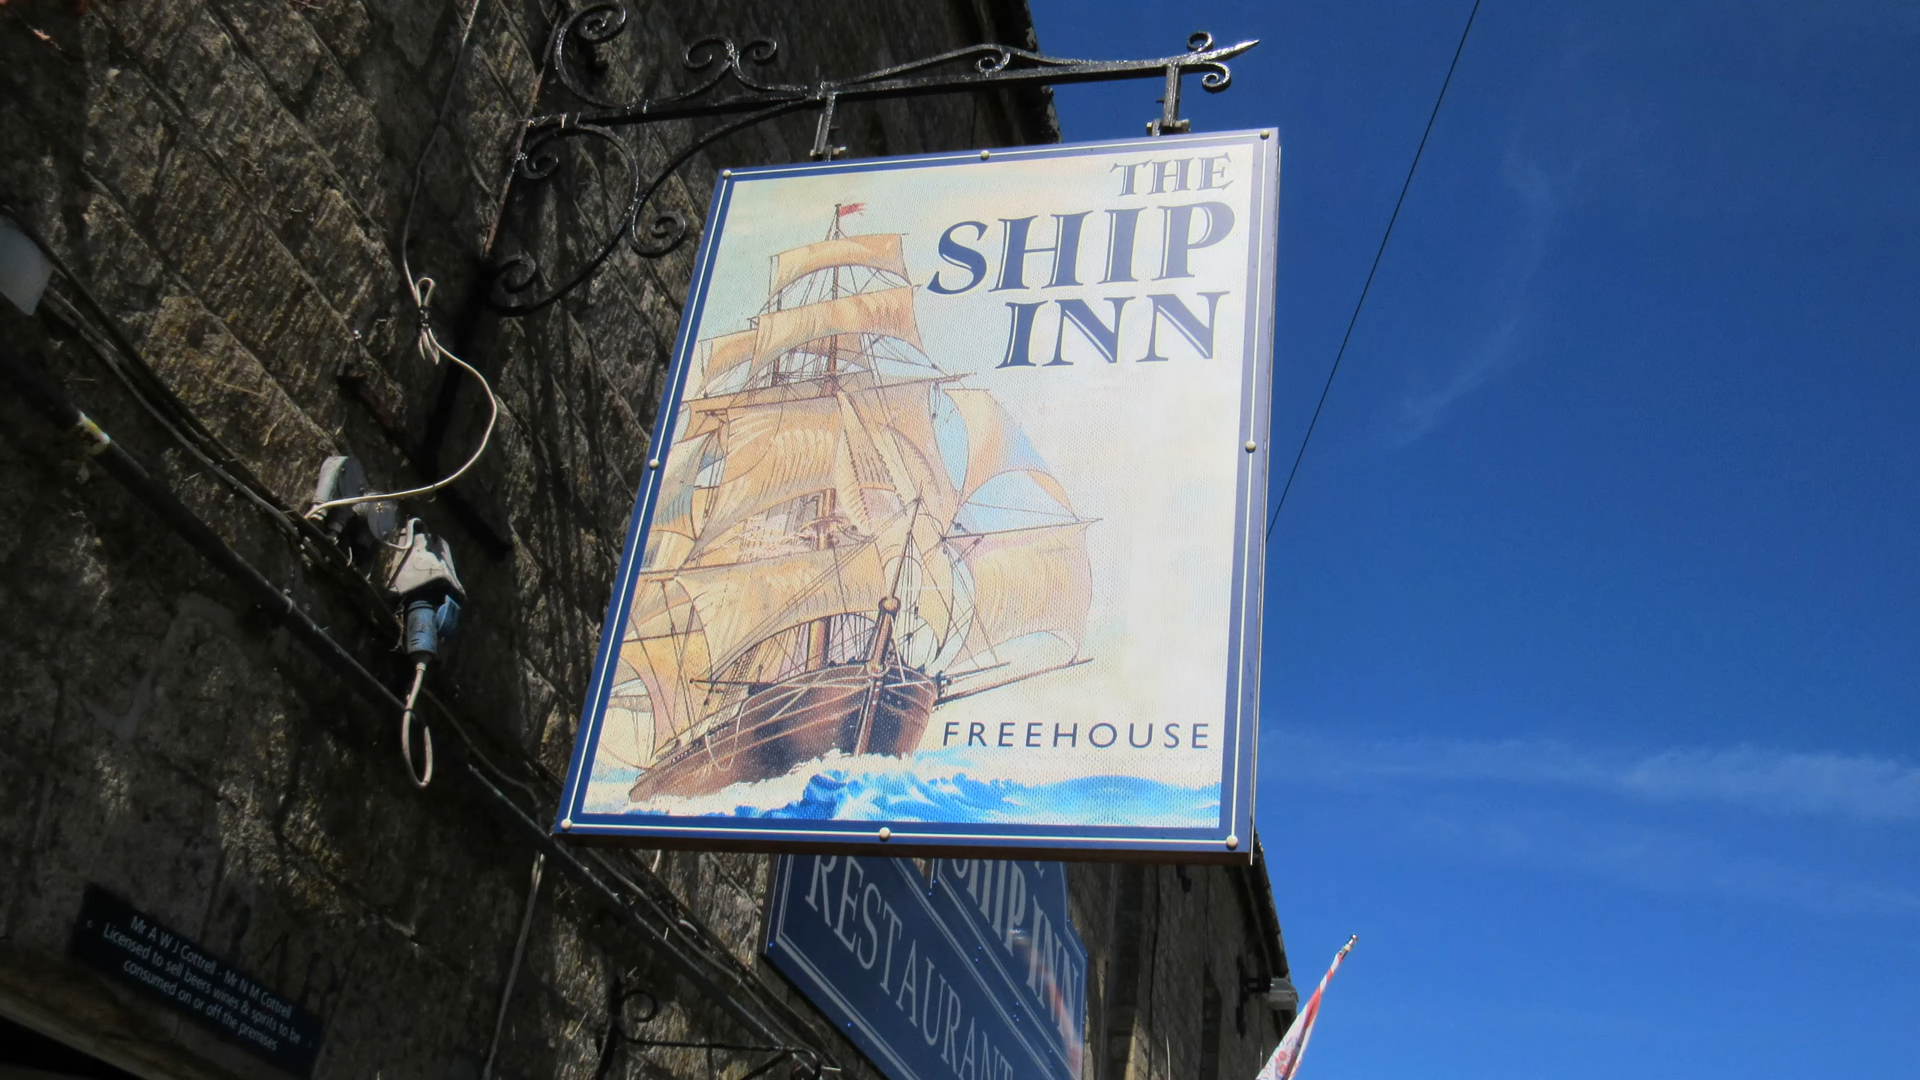 THE
SHIP
INN
FREEHOUSE
SHIP INN
RESTAURANT
Mr A W J Cottrell - Mr N M Cottrell
Licensed to sell beers wines & spirits to be
consumed on or off the premises